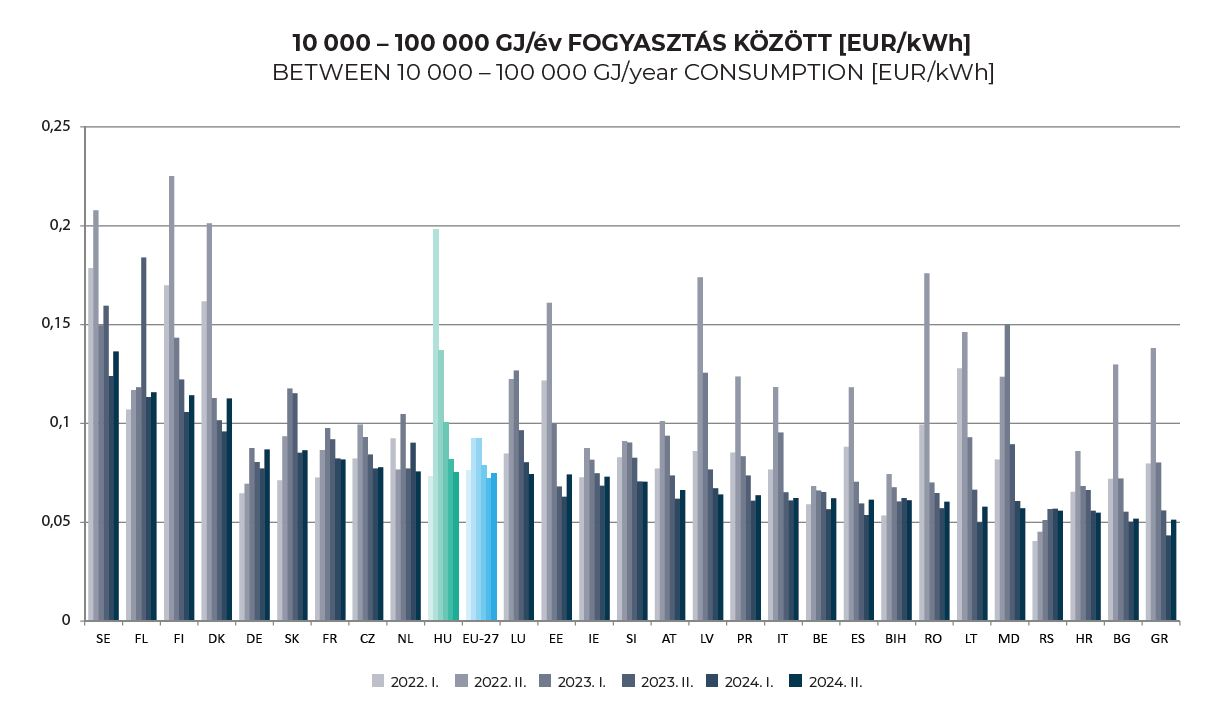 10 000 – 100 000 GJ/év FOGYASZTÁS KÖZÖTT [EUR/kWh]
BETWEEN 10 000 – 100 000 GJ/year CONSUMPTION [EUR/kWh]
0,25
0,2
0,15
0,1
0,05
0
SE FL FI DK DE SK FR CZ NL HU EU-27 LU EE IE SI AT LV PR IT BE ES BIH RO LT MD RS HR BG GR
2022. I. 2022. II. 2023. I. 2023. II. 2024. I. 2024. II.